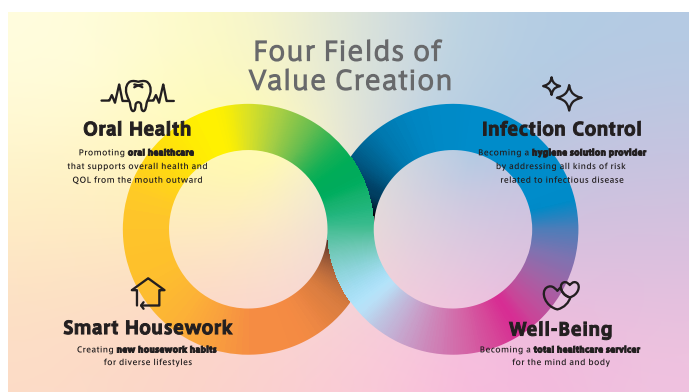 Four Fields of
Value Creation
Oral Health
Promoting oral healthcare
that supports overall health and
QOL from the mouth outward
Infection Control
Becoming a hygiene solution provider
by addressing all kinds of risk
related to infectious disease
Smart Housework
Creating new housework habits
for diverse lifestyles
Well-Being
Becoming a total healthcare servicer
for the mind and body